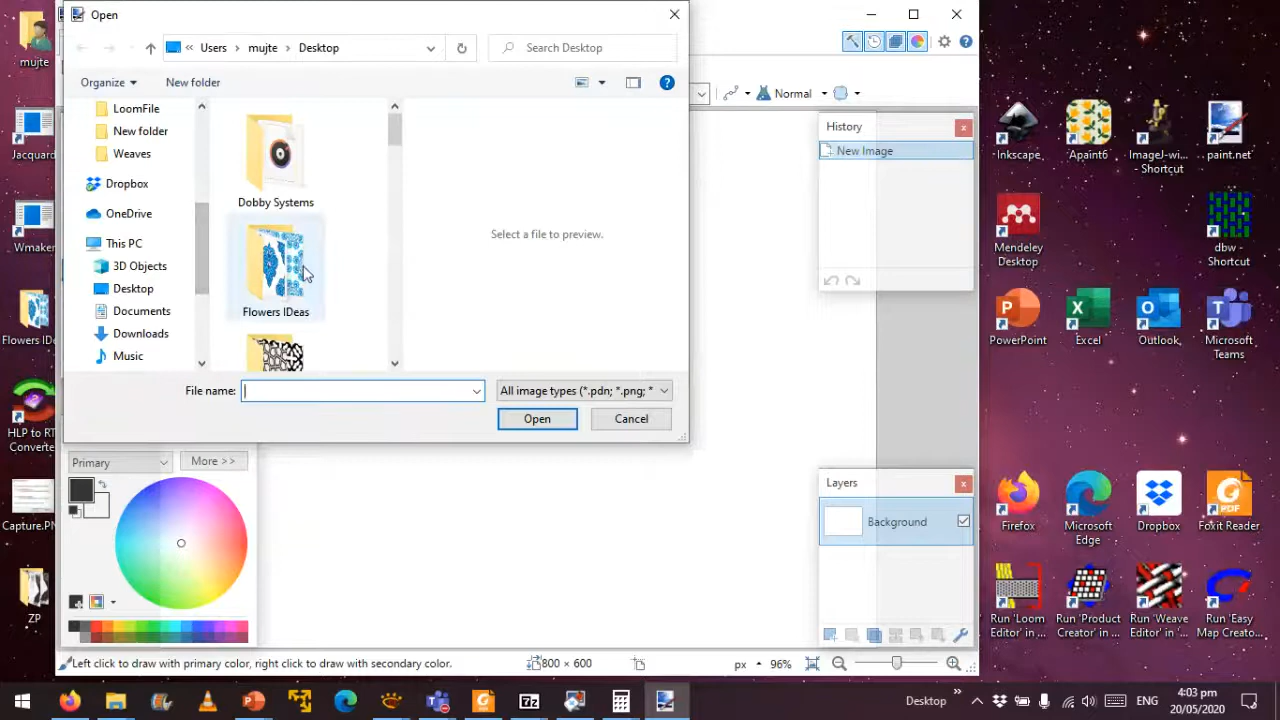 Open
« Users > mujte > Desktop
Search Desktop
Organize
New folder
LoomFile
New folder
Weaves
Dropbox
OneDrive
This PC
3D Objects
Desktop
Documents
Downloads
Music
Dobby Systems
Flowers IDeas
Select a file to preview.
File name:
All image types (*.pdn; *.png; *
Open
Cancel
Normal
History
New Image
Layers
Background
Primary
More >>
Left click to draw with primary color, right click to draw with secondary color.
800 × 600
px
96%
mujte
Jacquard
Wmaker
Flowers IDe
HLP to RT
Converte
Capture.PN
ZP
Inkscape
Apaint6
ImageJ-wi...
- Shortcut
paint.net
Mendeley
Desktop
dbw -
Shortcut
PowerPoint
Excel
Outlook,
Microsoft
Teams
Firefox
Microsoft
Edge
Dropbox
Foxit Reader
Run 'Loom
Editor' in ...
Run 'Product
Creator' in ...
Run 'Weave
Editor' in ...
Run 'Easy
Map Creato...
7z
Desktop
ENG
4:03 pm
20/05/2020